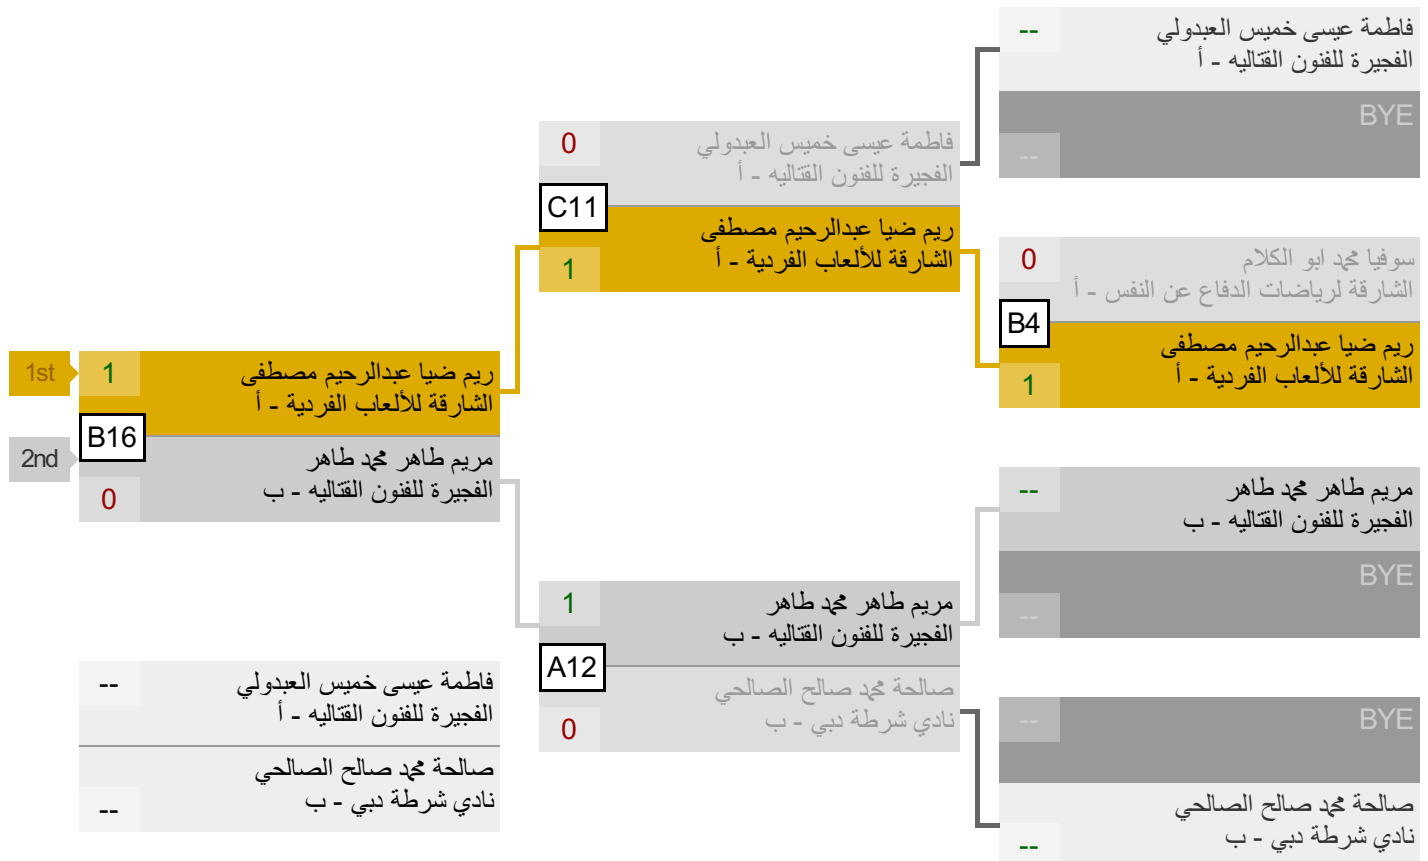 --
فاطمة عيسى خميس العبدولي
الفجيرة للفنون القتاليه - أ
BYE
--
0
فاطمة عيسى خميس العبدولي
الفجيرة للفنون القتاليه - أ
C11
ريم ضيا عبدالرحيم مصطفى
الشارقة للألعاب الفردية - أ
1
0
سوفيا محمد ابو الكلام
الشارقة لرياضات الدفاع عن النفس - أ
B4
ريم ضيا عبدالرحيم مصطفى
الشارقة للألعاب الفردية - أ
1
1st
1
ريم ضيا عبدالرحيم مصطفى
الشارقة للألعاب الفردية - أ
B16
2nd
مريم طاهر محمد طاهر
الفجيرة للفنون القتاليه - ب
0
--
مريم طاهر محمد طاهر
الفجيرة للفنون القتاليه - ب
BYE
--
1
مريم طاهر محمد طاهر
الفجيرة للفنون القتاليه - ب
A12
صالحة محمد صالح الصالحي
نادي شرطة دبي - ب
0
--
فاطمة عيسى خميس العبدولي
الفجيرة للفنون القتاليه - أ
صالحة محمد صالح الصالحي
نادي شرطة دبي - ب
--
--
BYE
صالحة محمد صالح الصالحي
نادي شرطة دبي - ب
--